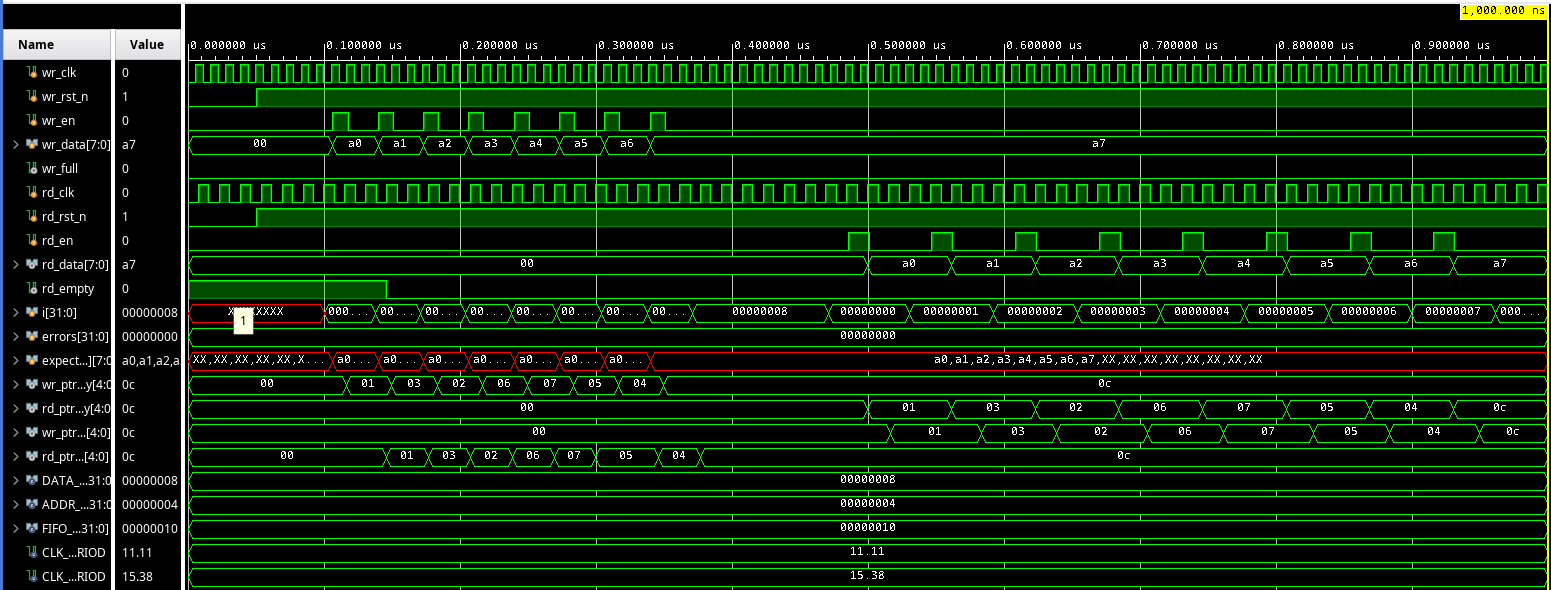 1,000.000 ns
Name Value 0.000000 us 0.100000 us 0.200000 us 0.300000 us 0.400000 us 0.500000 us 0.600000 us 0.700000 us 0.800000 us 0.900000 us
wr_clk 0
wr_rst_n 1
wr_en 0
wr_data[7:0] a7 00 a0 a1 a2 a3 a4 a5 a6 a7
wr_full 0
rd_clk 0
rd_rst_n 1
rd_en 0
rd_data[7:0] a7 00 a0 a1 a2 a3 a4 a5 a6 a7
rd_empty 0
i[31:0] 00000008 000... 00... 00... 00... 00... 00... 00... 00... 00000008 00000000 00000001 00000002 00000003 00000004 00000005 00000006 00000007 000...
1
errors[31:0] 00000000 00000000
expect...][7:0 a0,a1,a2,a XX,XX,XX,XX,XX,X... a0... a0... a0... a0... a0... a0... a0... a0,a1,a2,a3,a4,a5,a6,a7,XX,XX,XX,XX,XX,XX,XX,XX
wr_ptr...y[4:0 0c 00 01 03 02 06 07 05 04 0c
rd_ptr...y[4:0 0c 00 01 03 02 06 07 05 04 0c
wr_ptr...[4:0] 0c 00 01 03 02 06 07 05 04 0c
rd_ptr...[4:0] 0c 00 01 03 02 06 07 05 04 0c
DATA_...31:0 00000008 00000008
ADDR_...31:0 00000004 00000004
FIFO_...31:0] 00000010 00000010
CLK_...RIOD 11.11 11.11
CLK_...RIOD 15.38 15.38